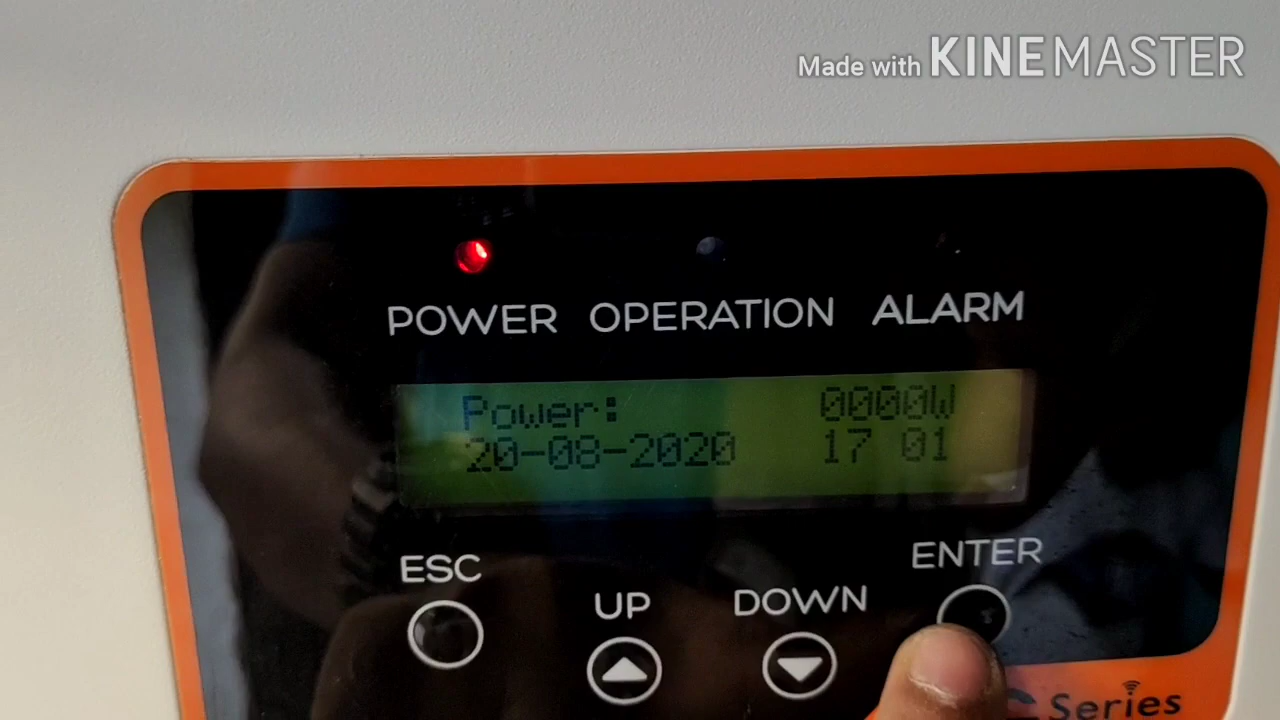 Made with KINEMASTER
POWER OPERATION ALARM
Power: 0000W
20-08-2020 17 01
ESC UP DOWN ENTER
Series